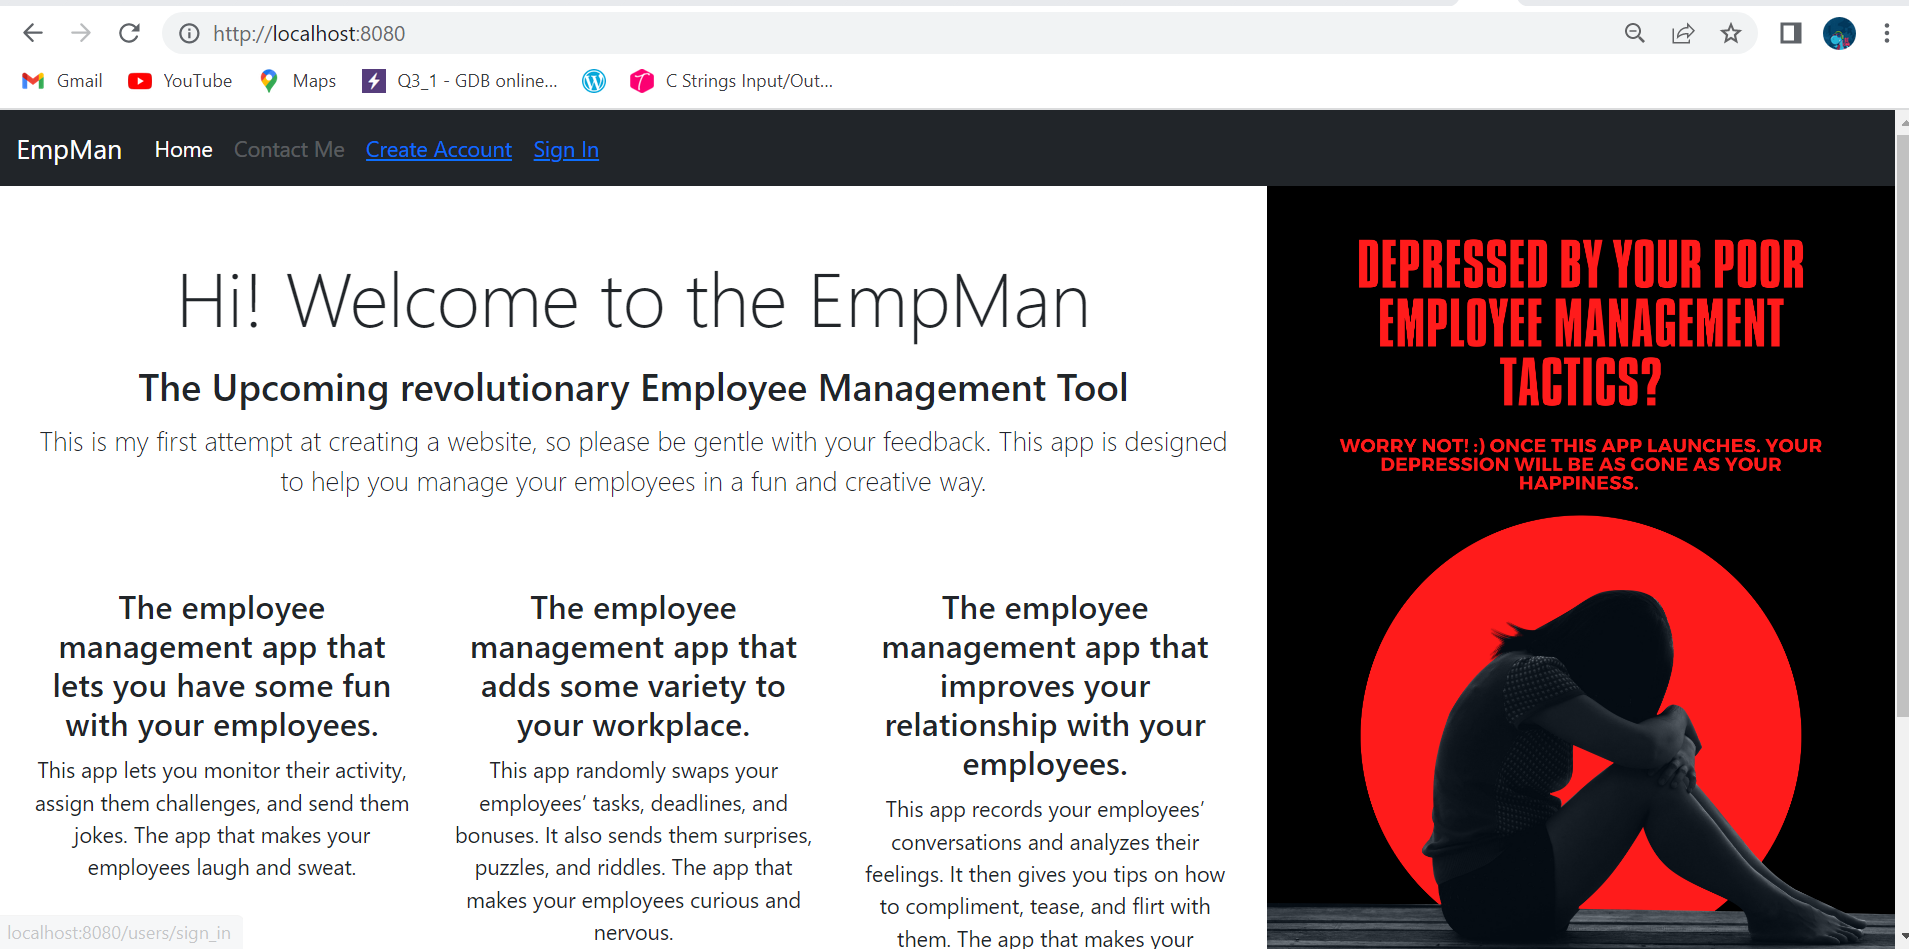 http://localhost:8080
Gmail YouTube Maps Q3_1 - GDB online... C Strings Input/Out...
EmpMan Home Contact Me Create Account Sign In
Hi! Welcome to the EmpMan
The Upcoming revolutionary Employee Management Tool
This is my first attempt at creating a website, so please be gentle with your feedback. This app is designed
to help you manage your employees in a fun and creative way.
The employee
management app that
lets you have some fun
with your employees.
This app lets you monitor their activity,
assign them challenges, and send them
jokes. The app that makes your
employees laugh and sweat.
The employee
management app that
adds some variety to
your workplace.
This app randomly swaps your
employees’ tasks, deadlines, and
bonuses. It also sends them surprises,
puzzles, and riddles. The app that
makes your employees curious and
nervous.
The employee
management app that
improves your
relationship with your
employees.
This app records your employees’
conversations and analyzes their
feelings. It then gives you tips on how
to compliment, tease, and flirt with
them. The app that makes your
DEPRESSED BY YOUR POOR
EMPLOYEE MANAGEMENT
TACTICS?
WORRY NOT! :) ONCE THIS APP LAUNCHES. YOUR
DEPRESSION WILL BE AS GONE AS YOUR
HAPPINESS.
localhost:8080/users/sign_in